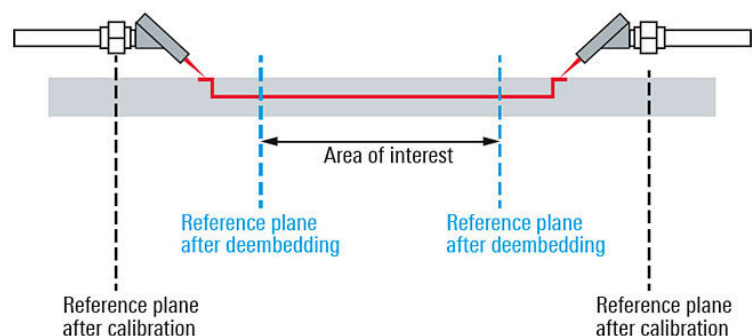 Area of interest
Reference plane
after deembedding
Reference plane
after deembedding
Reference plane
after calibration
Reference plane
after calibration